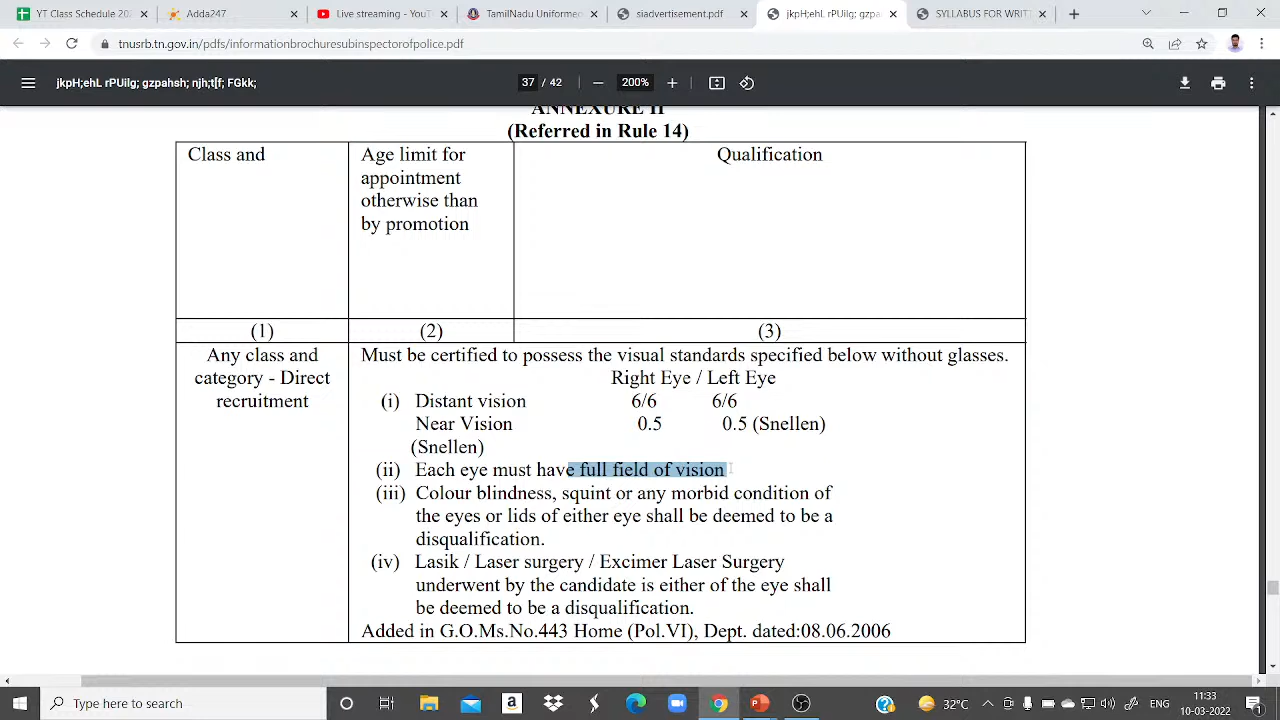 YT Class Schedule 202
Adda247
Live streaming - YouTu
TamilNadu Uniformed
siadvertisement.pdf
jkpH;ehL rPUilg; gzpa
SYLLABUS FOR WRITT
tnusrb.tn.gov.in/pdfs/informationbrochuresubinspectorofpolice.pdf
jkpH;ehL rPUilg; gzpahsh; njh;t[f; FGkk;
37 / 42
200%
ANNEXURE II
(Referred in Rule 14)
Class and
Age limit for
appointment
otherwise than
by promotion
Qualification
(1)
(2)
(3)
Any class and
category - Direct
recruitment
Must be certified to possess the visual standards specified below without glasses.
Right Eye / Left Eye
(i) Distant vision 6/6 6/6
Near Vision 0.5 0.5 (Snellen)
(Snellen)
(ii) Each eye must have full field of vision
(iii) Colour blindness, squint or any morbid condition of
the eyes or lids of either eye shall be deemed to be a
disqualification.
(iv) Lasik / Laser surgery / Excimer Laser Surgery
underwent by the candidate is either of the eye shall
be deemed to be a disqualification.
Added in G.O.Ms.No.443 Home (Pol.VI), Dept. dated:08.06.2006
Type here to search
32°C
ENG
11:33
10-03-2022